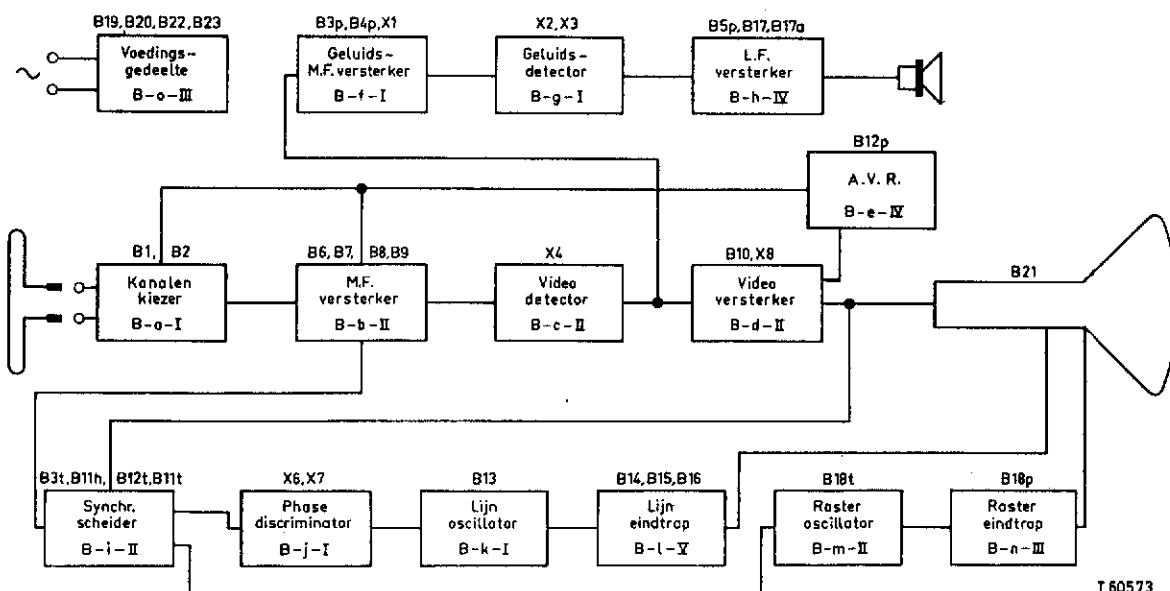 B19, B20, B22, B23
Voedings-
gedeelte
B-o-III
B3p, B4p, X1
Geluids-
M.F. versterker
B-f-I
X2, X3
Geluids-
detector
B-g-I
B5p, B17, B17a
L.F.
versterker
B-h-IV
B12p
A.V.R.
B-e-IV
B1, B2
Kanalen
kiezer
B-a-I
B6, B7, B8, B9
M.F.
versterker
B-b-II
X4
Video
detector
B-c-II
B10, X8
Video
versterker
B-d-II
B21
B3t, B11h, B12t, B11t
Synchr.
scheider
B-i-II
X6, X7
Phase
discriminator
B-j-I
B13
Lijn
oscillator
B-k-I
B14, B15, B16
Lijn
eindtrap
B-l-V
B18t
Raster
oscillator
B-m-II
B18p
Raster
eindtrap
B-n-III
T60573